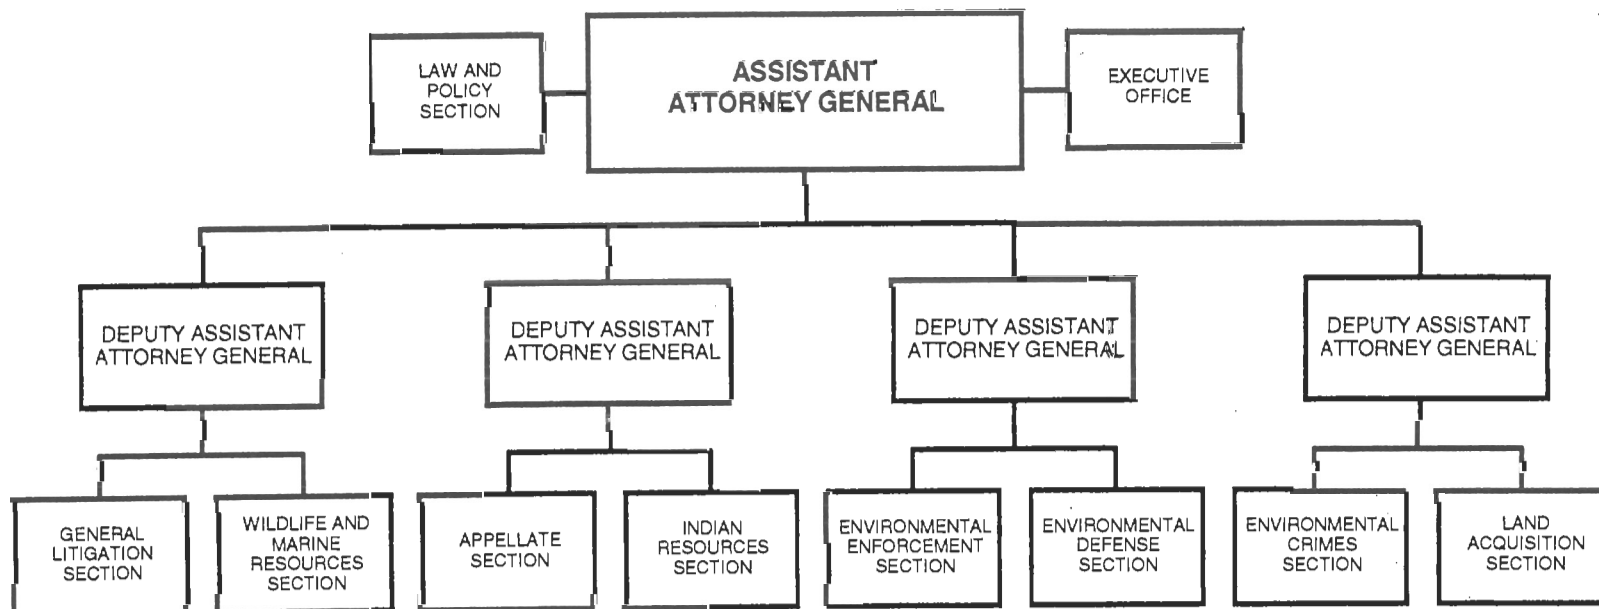 LAW AND
POLICY
SECTION
ASSISTANT
ATTORNEY GENERAL
EXECUTIVE
OFFICE
DEPUTY ASSISTANT
ATTORNEY GENERAL
DEPUTY ASSISTANT
ATTORNEY GENERAL
DEPUTY ASSISTANT
ATTORNEY GENERAL
DEPUTY ASSISTANT
ATTORNEY GENERAL
GENERAL
LITIGATION
SECTION
WILDLIFE AND
MARINE
RESOURCES
SECTION
APPELLATE
SECTION
INDIAN
RESOURCES
SECTION
ENVIRONMENTAL
ENFORCEMENT
SECTION
ENVIRONMENTAL
DEFENSE
SECTION
ENVIRONMENTAL
CRIMES
SECTION
LAND
ACQUISITION
SECTION